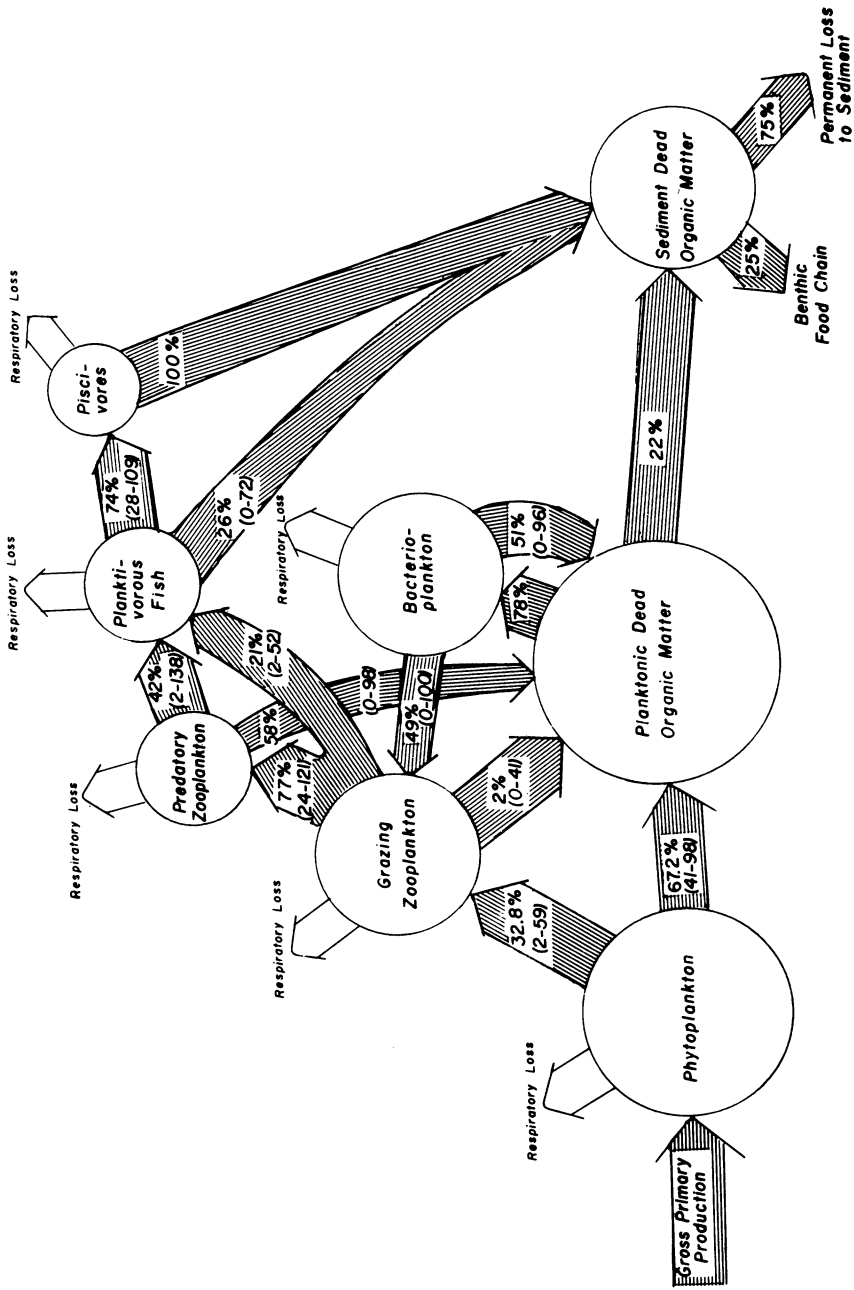 Gross Primary
Production
Respiratory Loss
Phytoplankton
32.8%
(2-59)
67.2%
(41-98)
Respiratory Loss
Grazing
Zooplankton
2%
(0-41)
77%
(24-121)
21%
(2-52)
Respiratory Loss
Predatory
Zooplankton
42%
(2-138)
58%
(0-98)
49%
(0-100)
Planktonic Dead
Organic Matter
78%
51%
(0-96)
Bacterio-
plankton
Respiratory Loss
Respiratory Loss
Plankti-
vorous
Fish
74%
(28-109)
26%
(0-72)
22%
Respiratory Loss
Pisci-
vores
100%
Sediment Dead
Organic Matter
25%
Benthic
Food Chain
75%
Permanent Loss
to Sediment